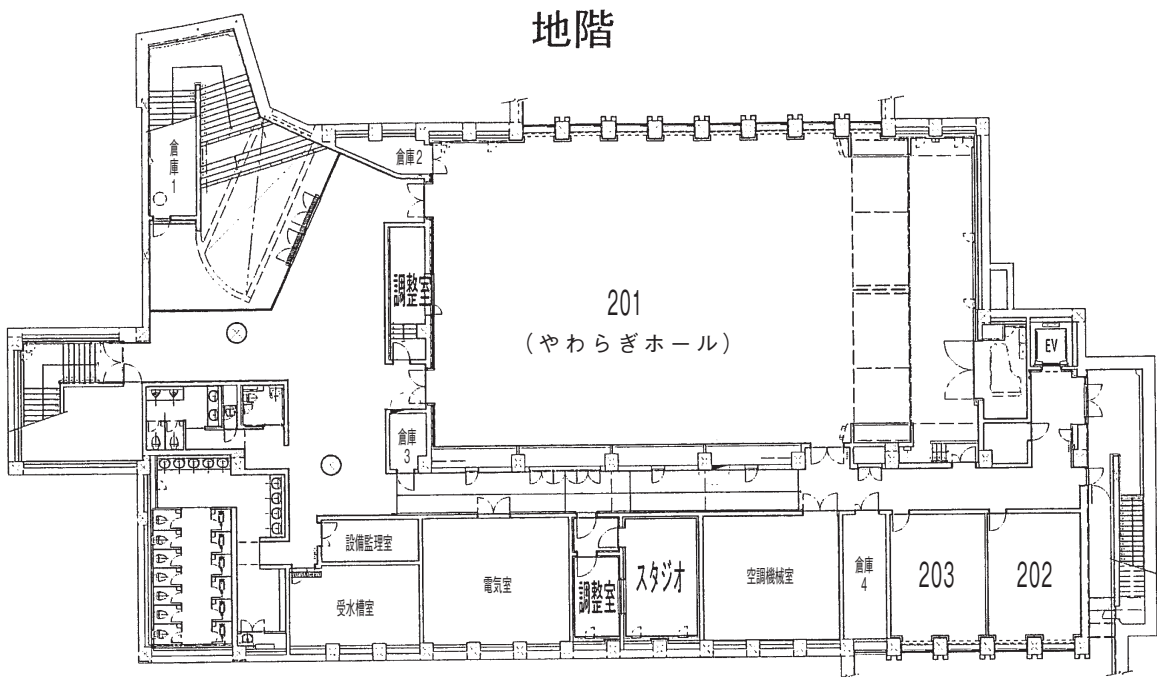 地階
倉庫1
倉庫2
調整室
201
(やわらぎホール)
EV
倉庫3
設備監理室
電気室
調整室
スタジオ
空調機械室
倉庫4
203
202
受水槽室